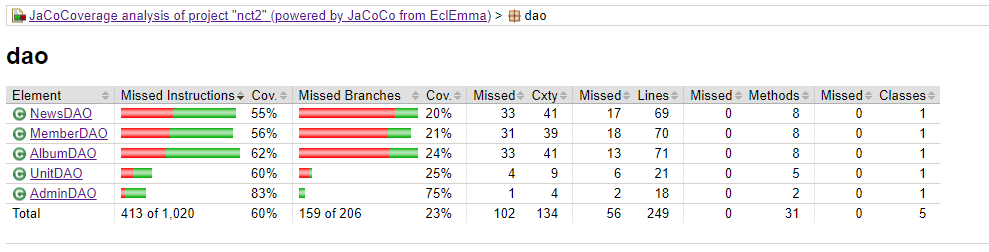 JaCoCoverage analysis of project "nct2" (powered by JaCoCo from EclEmma) > dao
dao
Element Missed Instructions Cov. Missed Branches Cov. Missed Cxty Missed Lines Missed Methods Missed Classes
NewsDAO 55% 20% 33 41 17 69 0 8 0 1
MemberDAO 56% 21% 31 39 18 70 0 8 0 1
AlbumDAO 62% 24% 33 41 13 71 0 8 0 1
UnitDAO 60% 25% 4 9 6 21 0 5 0 1
AdminDAO 83% 75% 1 4 2 18 0 2 0 1
Total 413 of 1,020 60% 159 of 206 23% 102 134 56 249 0 31 0 5